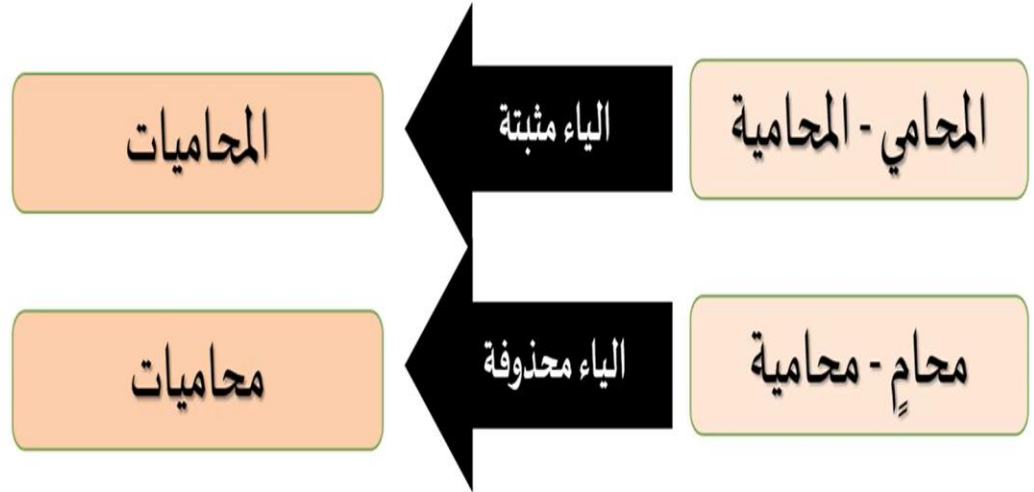 المحامي - المحامية
الياء مثبتة
المحاميات
محامٍ - محامية
الياء محذوفة
محاميات